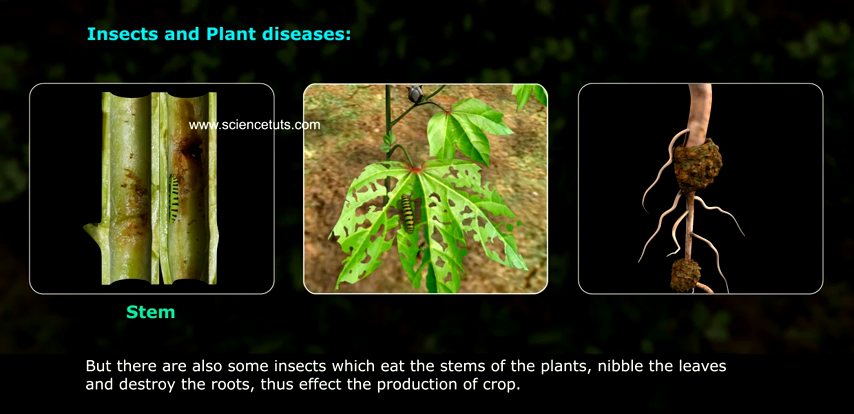 Insects and Plant diseases:
www.sciencetuts.com
Stem
But there are also some insects which eat the stems of the plants, nibble the leaves
and destroy the roots, thus effect the production of crop.